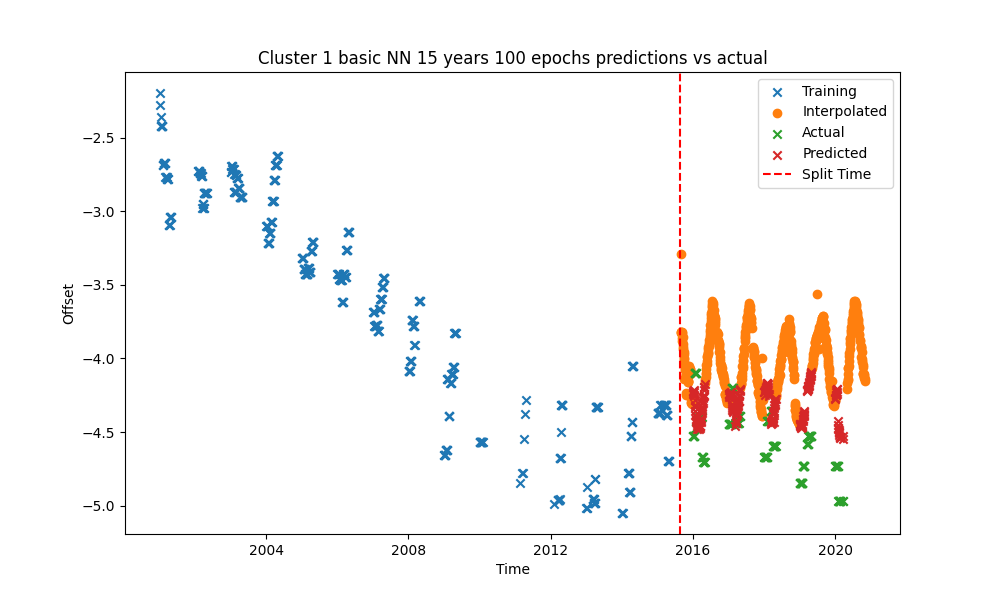 Cluster 1 basic NN 15 years 100 epochs predictions vs actual
Training
Interpolated
Actual
Predicted
Split Time
−2.5
−3.0
−3.5
−4.0
−4.5
−5.0
Offset
2004
2008
2012
2016
2020
Time